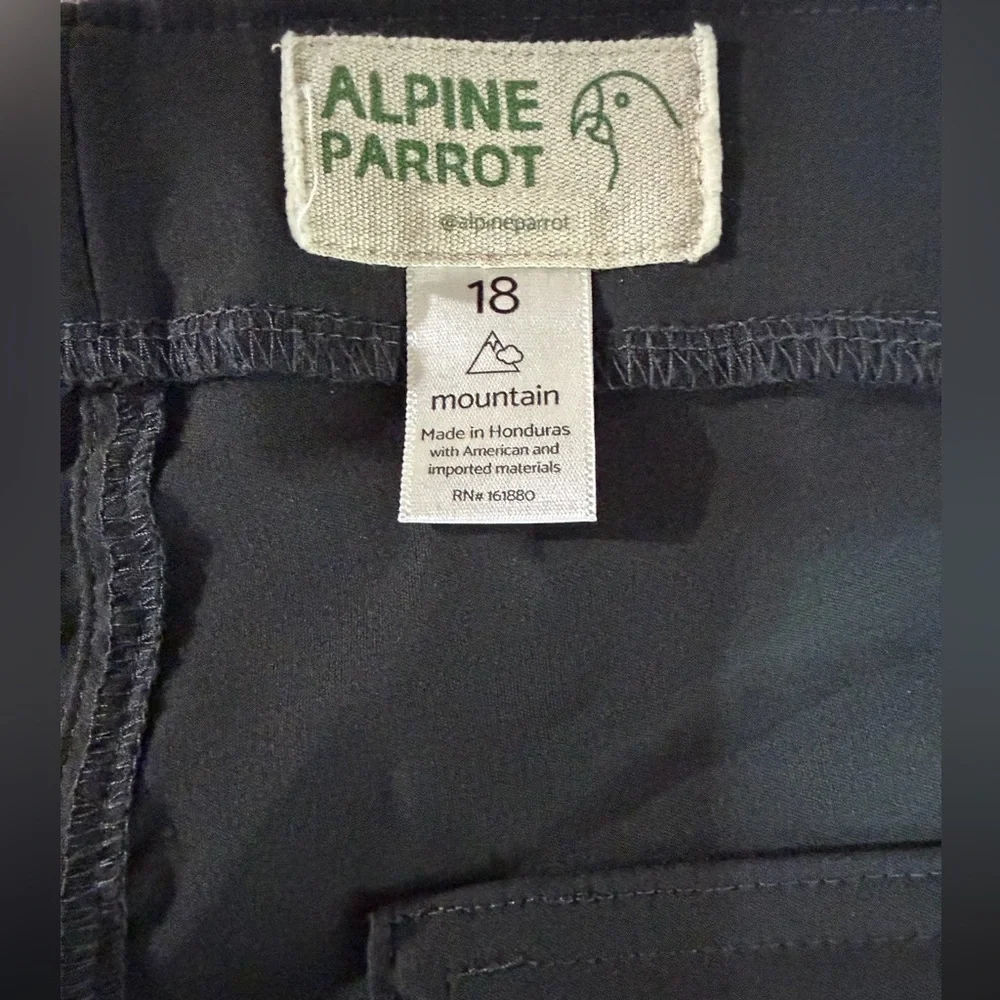 ALPINE
PARROT
@alpineparrot
18
mountain
Made in Honduras
with American and
imported materials
RN# 161880